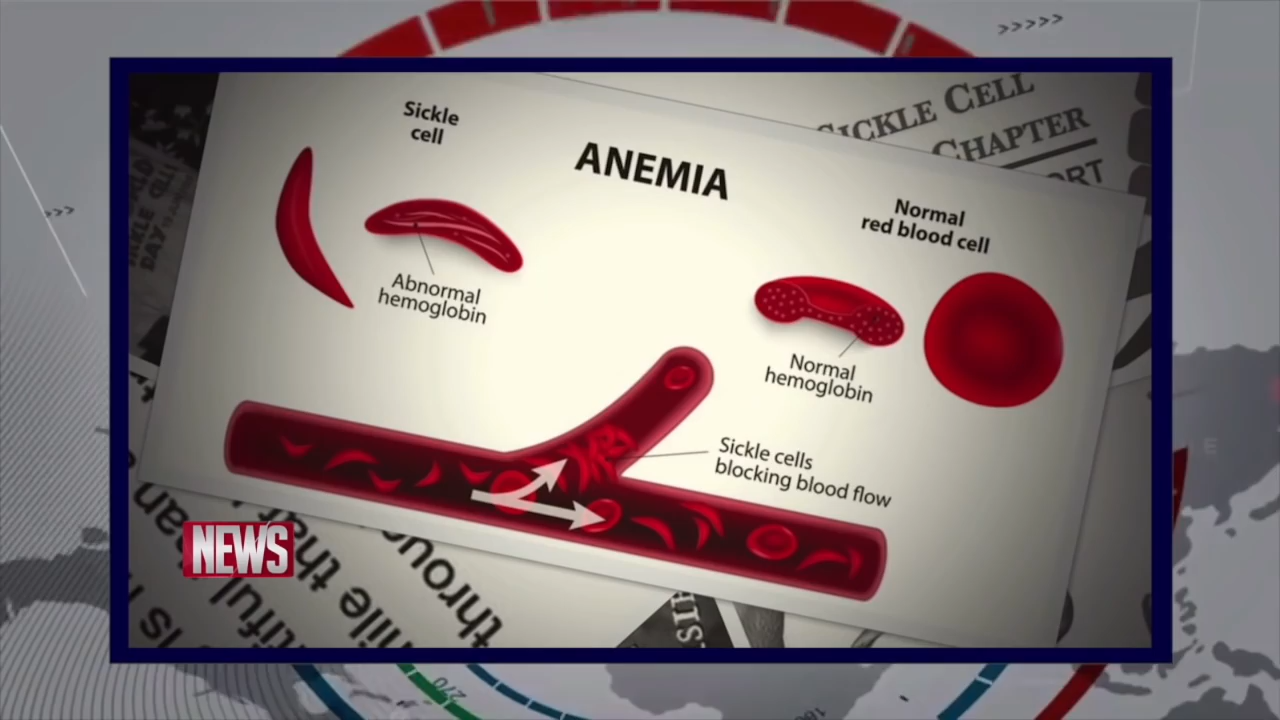 Sickle
cell
ANEMIA
Normal
red blood cell
Abnormal
hemoglobin
Normal
hemoglobin
Sickle cells
blocking blood flow
SICKLE CELL
CHAPTER
NEWS
>>>>>
270